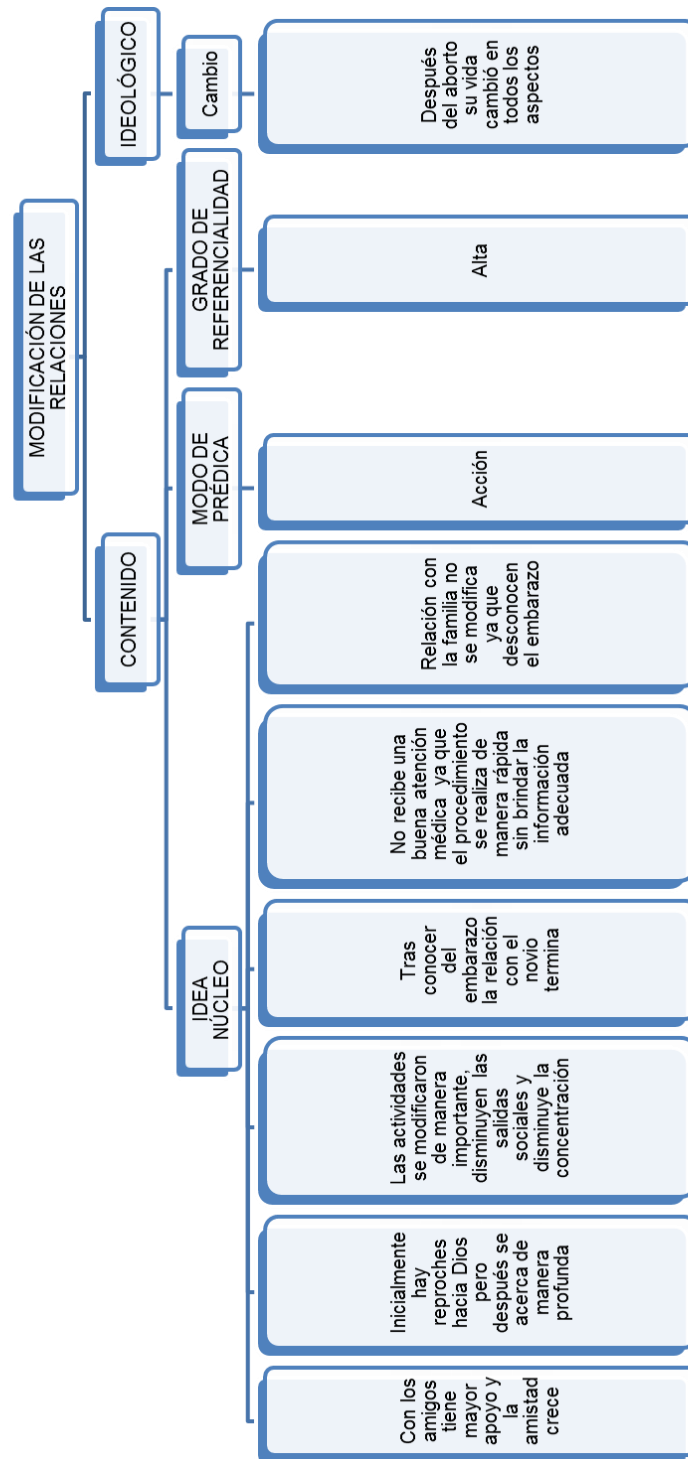 MODIFICACIÓN DE LAS
RELACIONES
CONTENIDO
IDEOLÓGICO
IDEA
NÚCLEO
MODO DE
PRÉDICA
GRADO DE
REFERENCIALIDAD
Cambio
Con los
amigos
tiene
mayor
apoyo y
la
amistad
crece
Inicialmente
hay
reproches
hacia Dios
pero
después se
acerca de
manera
profunda
Las actividades
se modificaron
de manera
importante,
disminuyen las
salidas
sociales y
disminuye la
concentración
Tras
conocer
del
embarazo
la relación
con el
novio
termina
No recibe una
buena atención
médica ya que
el procedimiento
se realiza de
manera rápida
sin brindar la
información
adecuada
Relación con
la familia no
se modifica
ya que
desconocen
el embarazo
Acción
Alta
Después
del aborto
su vida
cambió en
todos los
aspectos